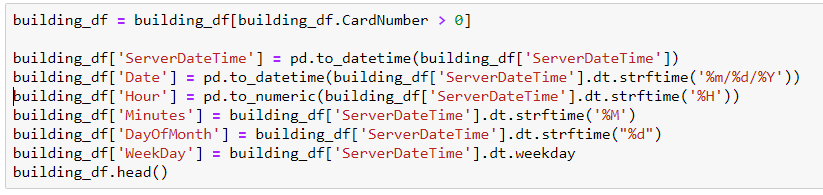 building_df = building_df[building_df.CardNumber > 0]
building_df['ServerDateTime'] = pd.to_datetime(building_df['ServerDateTime'])
building_df['Date'] = pd.to_datetime(building_df['ServerDateTime'].dt.strftime('%m/%d/%Y'))
building_df['Hour'] = pd.to_numeric(building_df['ServerDateTime'].dt.strftime('%H'))
building_df['Minutes'] = building_df['ServerDateTime'].dt.strftime('%M')
building_df['DayOfMonth'] = building_df['ServerDateTime'].dt.strftime("%d")
building_df['WeekDay'] = building_df['ServerDateTime'].dt.weekday
building_df.head()